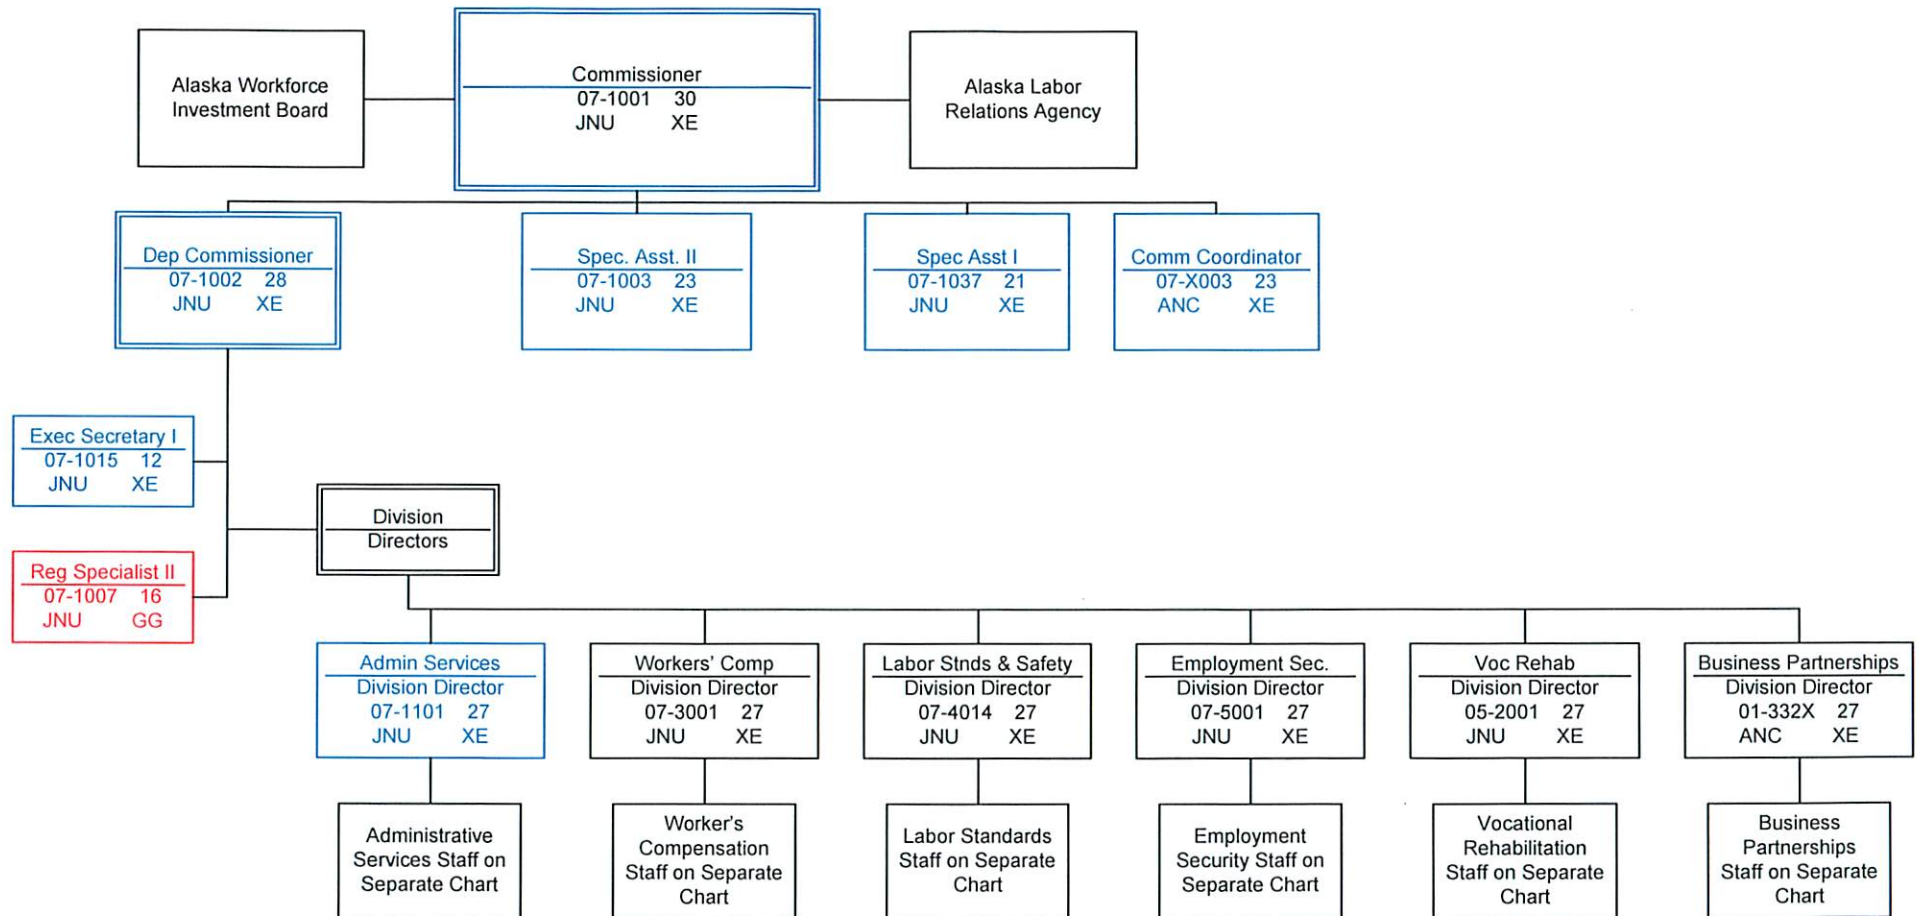 Alaska Workforce
Investment Board
Commissioner
07-1001 30
JNU XE
Alaska Labor
Relations Agency
Dep Commissioner
07-1002 28
JNU XE
Spec. Asst. II
07-1003 23
JNU XE
Spec Asst I
07-1037 21
JNU XE
Comm Coordinator
07-X003 23
ANC XE
Exec Secretary I
07-1015 12
JNU XE
Division
Directors
Reg Specialist II
07-1007 16
JNU GG
Admin Services
Division Director
07-1101 27
JNU XE
Workers' Comp
Division Director
07-3001 27
JNU XE
Labor Stnds & Safety
Division Director
07-4014 27
JNU XE
Employment Sec.
Division Director
07-5001 27
JNU XE
Voc Rehab
Division Director
05-2001 27
JNU XE
Business Partnerships
Division Director
01-332X 27
ANC XE
Administrative
Services Staff on
Separate Chart
Worker's
Compensation
Staff on Separate
Chart
Labor Standards
Staff on Separate
Chart
Employment
Security Staff on
Separate Chart
Vocational
Rehabilitation
Staff on Separate
Chart
Business
Partnerships
Staff on Separate
Chart